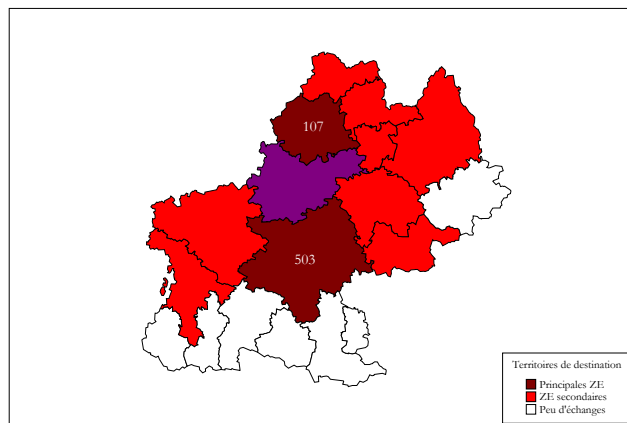 107
503
Territoires de destination
Principales ZE
ZE secondaires
Peu d'échanges